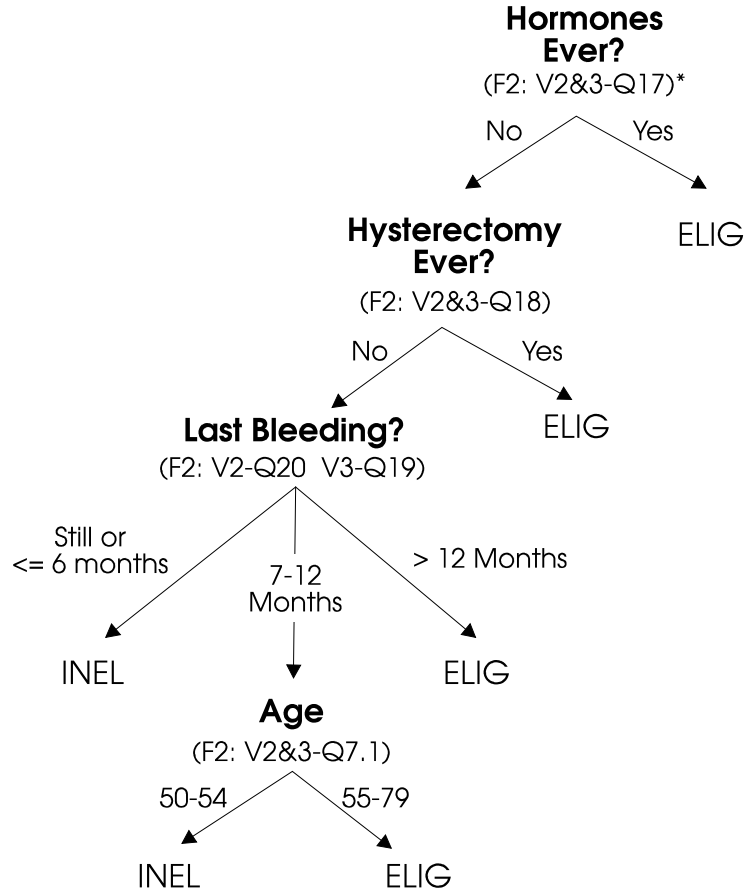 Hormones
Ever?
(F2: V2&3-Q17)*
No
Yes
ELIG
Hysterectomy
Ever?
(F2: V2&3-Q18)
No
Yes
ELIG
Last Bleeding?
(F2: V2-Q20  V3-Q19)
Still or
<= 6 months
7-12
Months
> 12 Months
INEL
ELIG
Age
(F2: V2&3-Q7.1)
50-54
55-79
INEL
ELIG